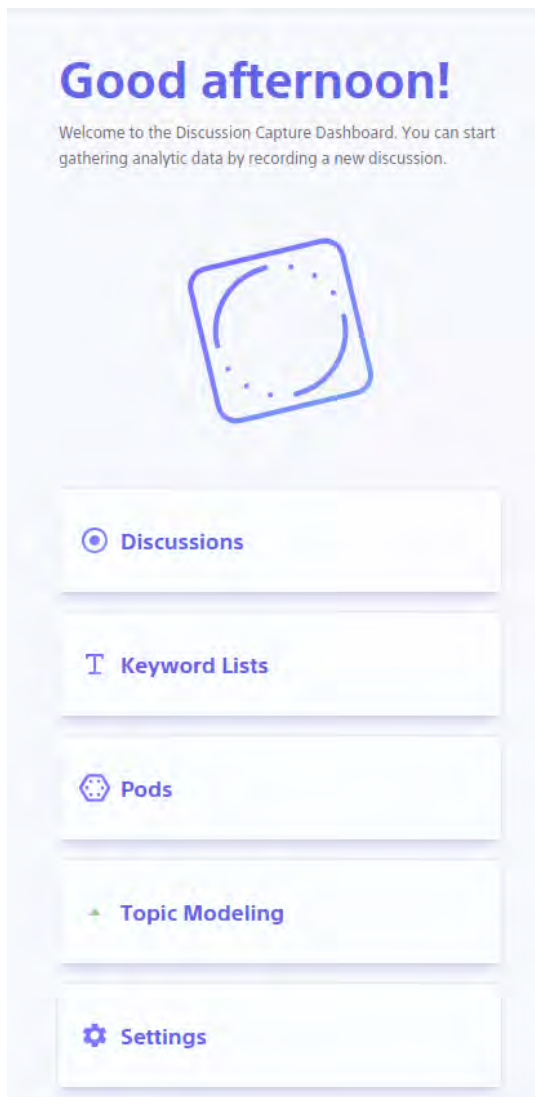 Good afternoon!
Welcome to the Discussion Capture Dashboard. You can start
gathering analytic data by recording a new discussion.
Discussions
Keyword Lists
Pods
Topic Modeling
Settings